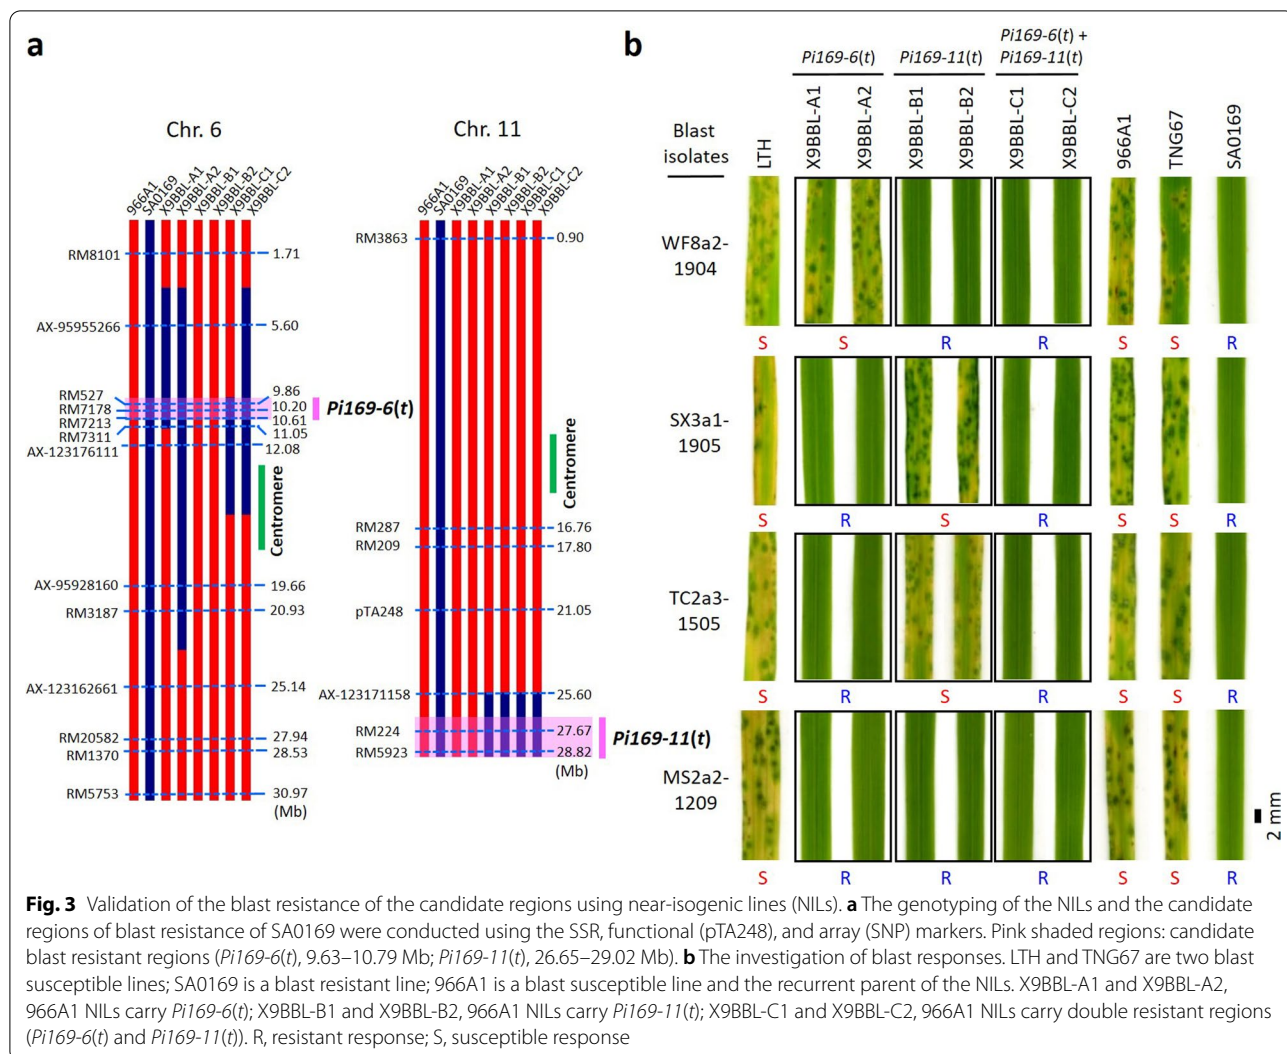 a
Chr. 6
966A1
SA0169
X9BBL-A1
X9BBL-A2
X9BBL-B1
X9BBL-B2
X9BBL-C1
X9BBL-C2
RM8101 1.71
AX-95955266 5.60
RM527 9.86
RM7178 10.20
RM7213 10.61
RM7311 11.05
AX-123176111 12.08
Pi169-6(t)
Centromere
AX-95928160 19.66
RM3187 20.93
AX-123162661 25.14
RM20582 27.94
RM1370 28.53
RM5753 30.97
(Mb)
Chr. 11
966A1
SA0169
X9BBL-A1
X9BBL-A2
X9BBL-B1
X9BBL-B2
X9BBL-C1
X9BBL-C2
RM3863 0.90
Centromere
RM287 16.76
RM209 17.80
pTA248 21.05
AX-123171158 25.60
RM224 27.67
RM5923 28.82
(Mb)
Pi169-11(t)
b
Blast
isolates
LTH
Pi169-6(t)
X9BBL-A1
X9BBL-A2
Pi169-11(t)
X9BBL-B1
X9BBL-B2
Pi169-6(t) +
Pi169-11(t)
X9BBL-C1
X9BBL-C2
966A1
TNG67
SA0169
WF8a2-
1904
S S R R S S R
SX3a1-
1905
S R S R S S R
TC2a3-
1505
S R S R S S R
MS2a2-
1209
S R R R S S R
2 mm
Fig. 3 Validation of the blast resistance of the candidate regions using near-isogenic lines (NILs). a The genotyping of the NILs and the candidate
regions of blast resistance of SA0169 were conducted using the SSR, functional (pTA248), and array (SNP) markers. Pink shaded regions: candidate
blast resistant regions (Pi169-6(t), 9.63–10.79 Mb; Pi169-11(t), 26.65–29.02 Mb). b The investigation of blast responses. LTH and TNG67 are two blast
susceptible lines; SA0169 is a blast resistant line; 966A1 is a blast susceptible line and the recurrent parent of the NILs. X9BBL-A1 and X9BBL-A2,
966A1 NILs carry Pi169-6(t); X9BBL-B1 and X9BBL-B2, 966A1 NILs carry Pi169-11(t); X9BBL-C1 and X9BBL-C2, 966A1 NILs carry double resistant regions
(Pi169-6(t) and Pi169-11(t)). R, resistant response; S, susceptible response